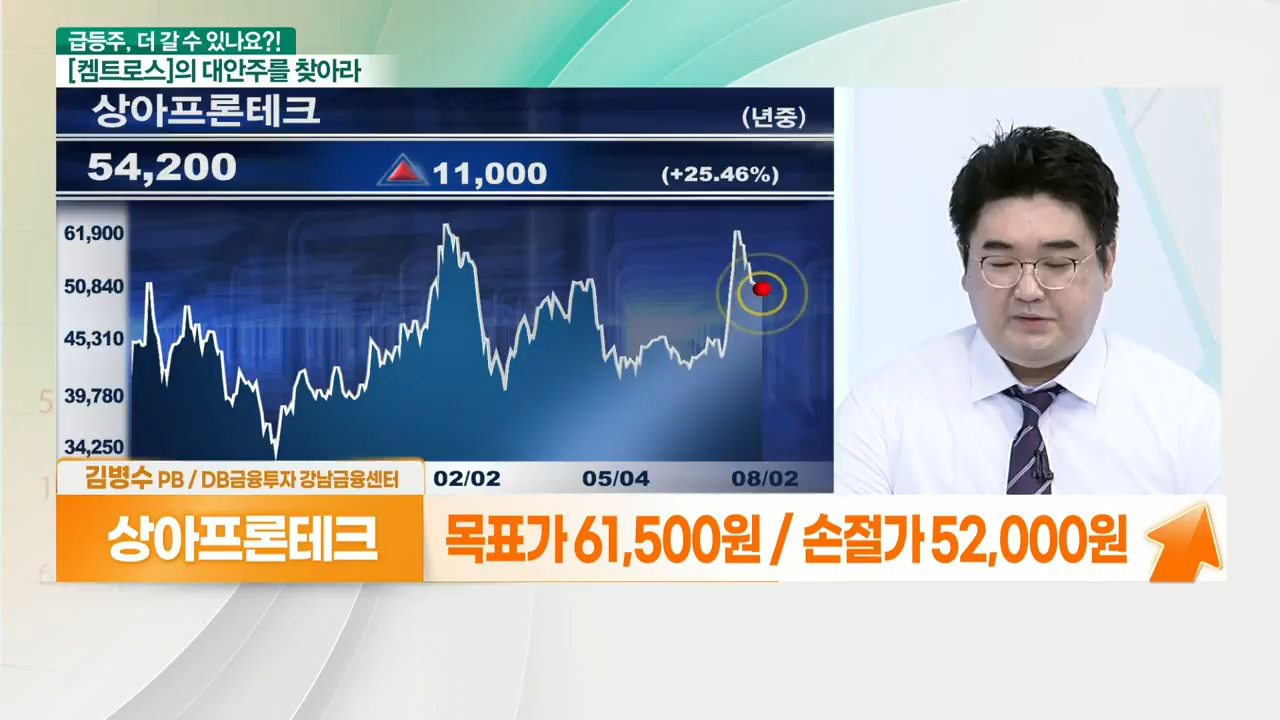 급등주, 더 갈 수 있나요?!
[켐트로스]의 대안주를 찾아라
상아프론테크 (년중)
54,200 ▲ 11,000 (+25.46%)
61,900
50,840
45,310
39,780
34,250
02/02 05/04 08/02
김병수 PB / DB금융투자 강남금융센터
상아프론테크 목표가 61,500원 / 손절가 52,000원